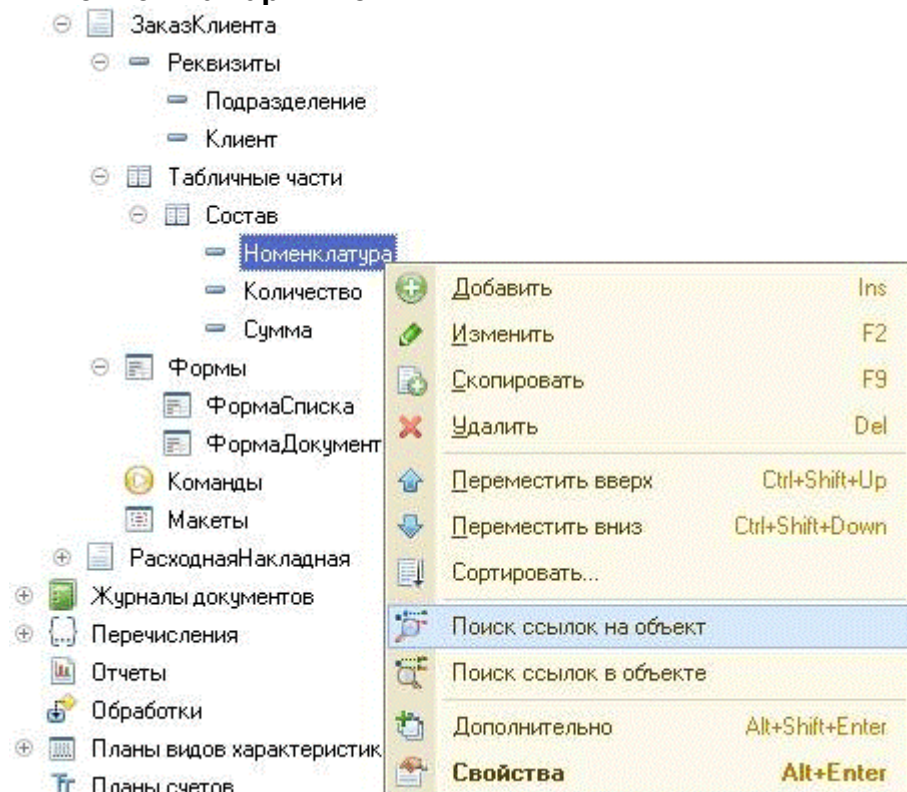 ЗаказКлиента
Реквизиты
Подразделение
Клиент
Табличные части
Состав
Номенклатура
Количество
Сумма
Формы
ФормаСписка
ФормаДокумент
Команды
Макеты
РасходнаяНакладная
Журналы документов
Перечисления
Отчеты
Обработки
Планы видов характеристик
Планы счетов
Добавить Ins
Изменить F2
Скопировать F9
Удалить Del
Переместить вверх Ctrl+Shift+Up
Переместить вниз Ctrl+Shift+Down
Сортировать...
Поиск ссылок на объект
Поиск ссылок в объекте
Дополнительно Alt+Shift+Enter
Свойства Alt+Enter